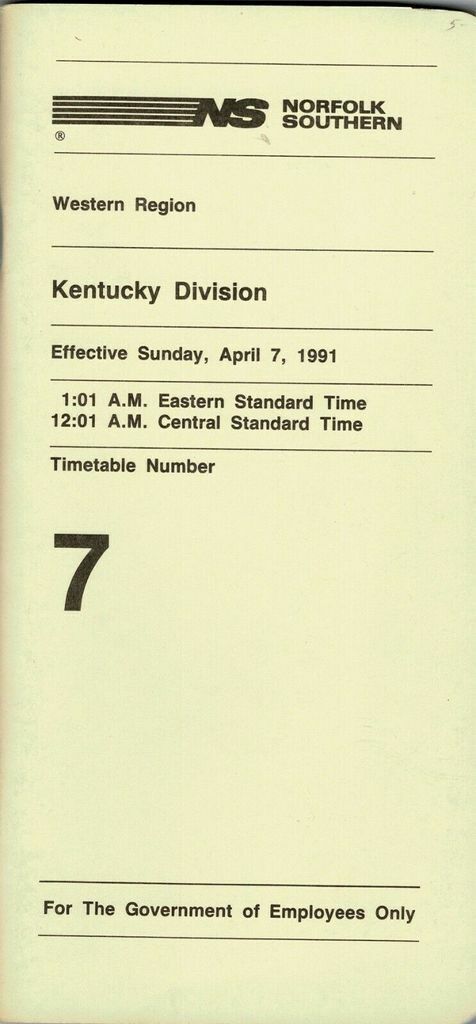 NS NORFOLK
SOUTHERN
®
Western Region
Kentucky Division
Effective Sunday, April 7, 1991
1:01 A.M. Eastern Standard Time
12:01 A.M. Central Standard Time
Timetable Number
7
For The Government of Employees Only